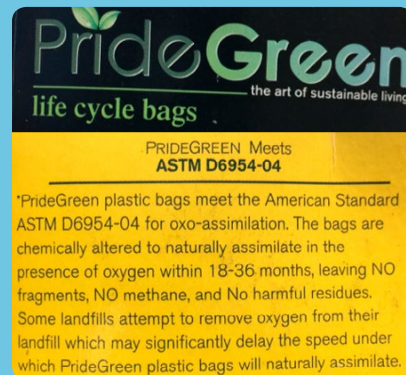 PrideGreen
the art of sustainable living
life cycle bags
PRIDEGREEN Meets
ASTM D6954-04
*PrideGreen plastic bags meet the American Standard
ASTM D6954-04 for oxo-assimilation. The bags are
chemically altered to naturally assimilate in the
presence of oxygen within 18-36 months, leaving NO
fragments, NO methane, and No harmful residues.
Some landfills attempt to remove oxygen from their
landfill which may significantly delay the speed under
which PrideGreen plastic bags will naturally assimilate.